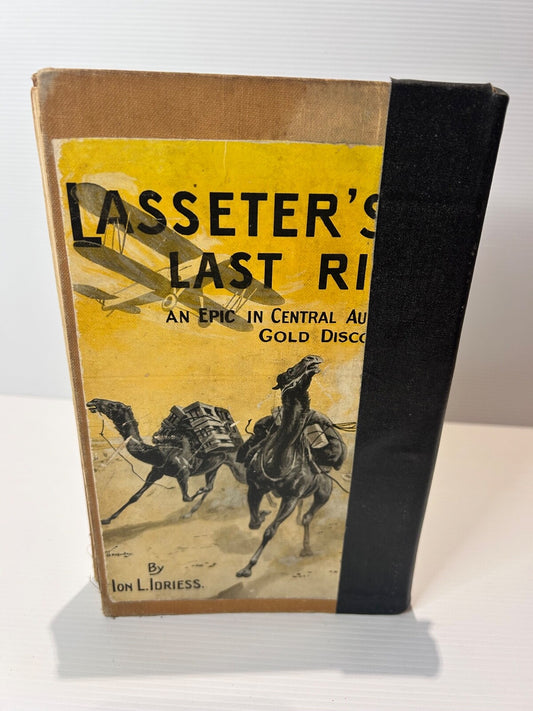 LASSETER'S
LAST RI
AN EPIC IN CENTRAL AU
GOLD DISCO
By
ION L. IDRIESS.